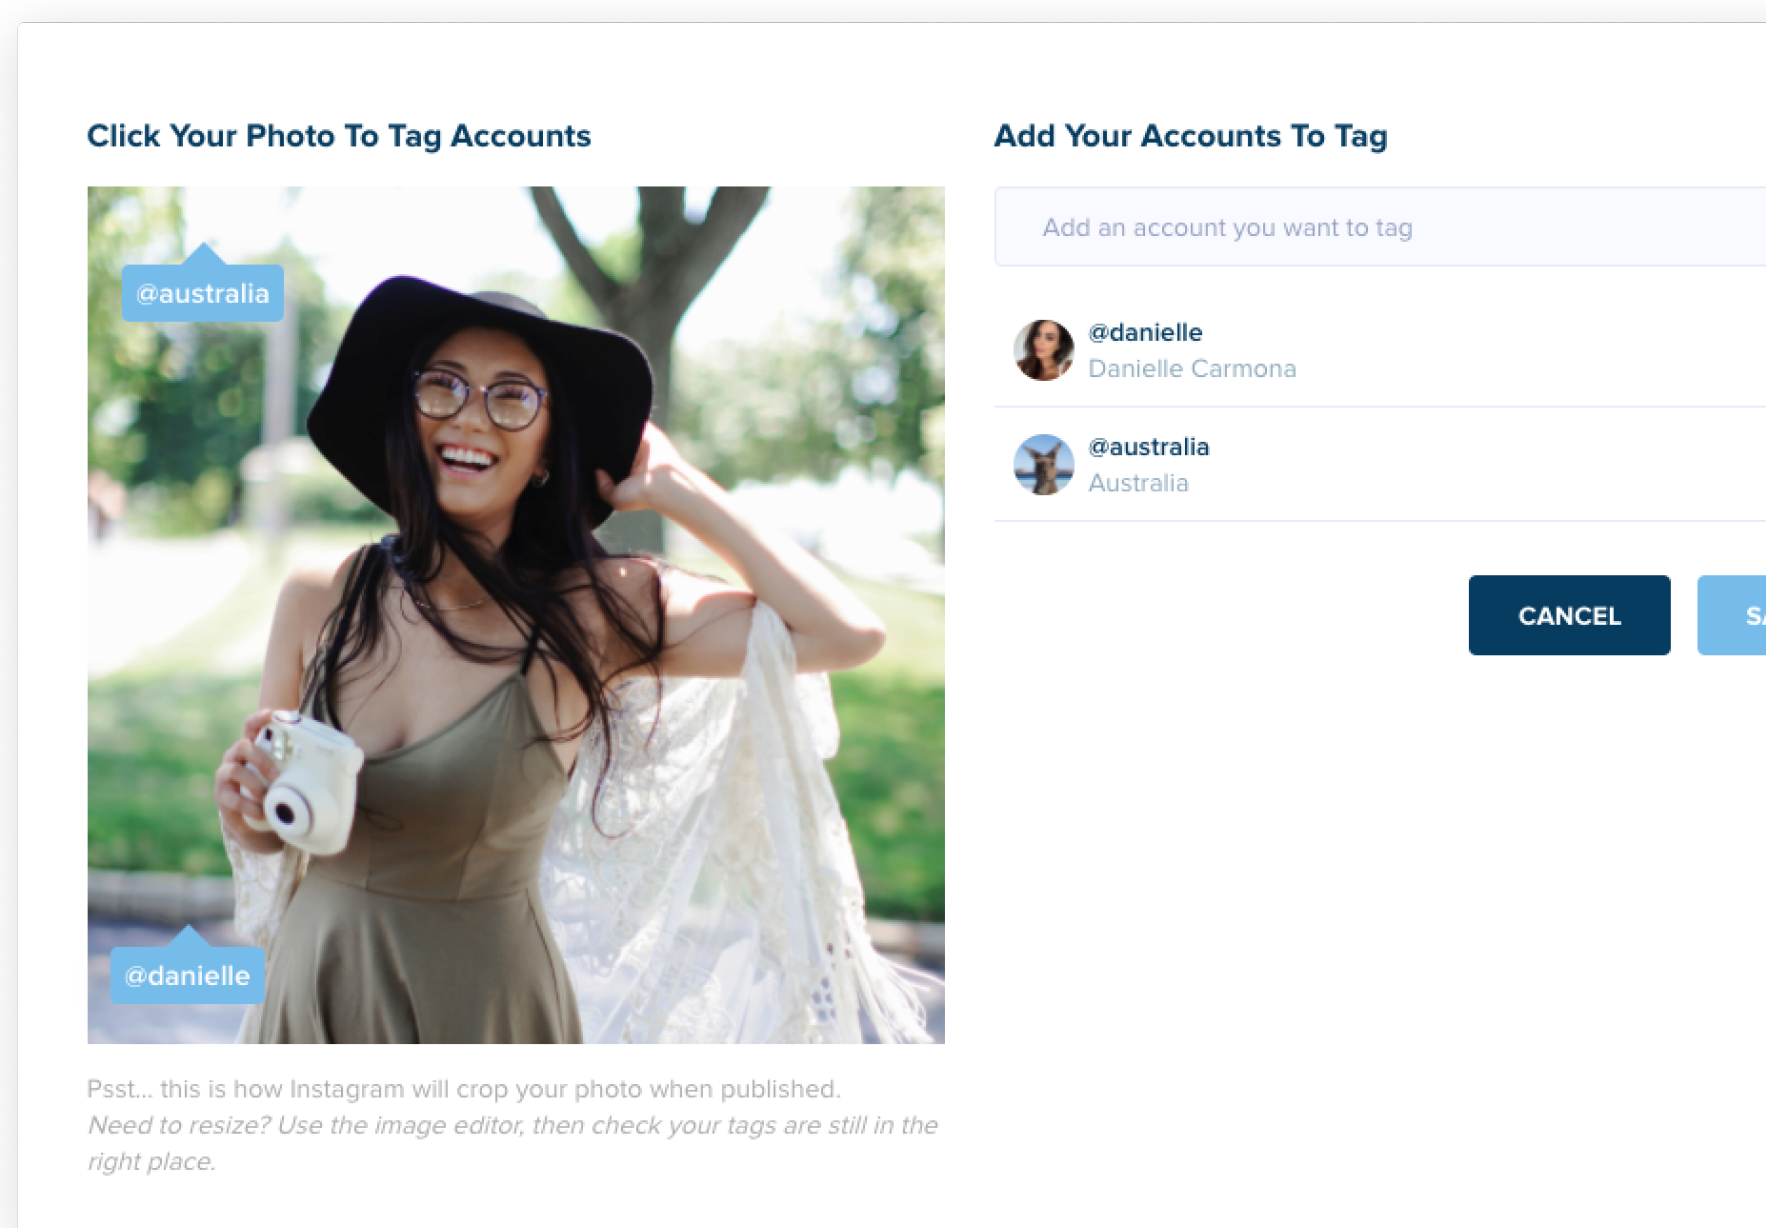 Click Your Photo To Tag Accounts
@australia
@danielle
Psst... this is how Instagram will crop your photo when published.
Need to resize? Use the image editor, then check your tags are still in the
right place.
Add Your Accounts To Tag
Add an account you want to tag
@danielle
Danielle Carmona
@australia
Australia
CANCEL